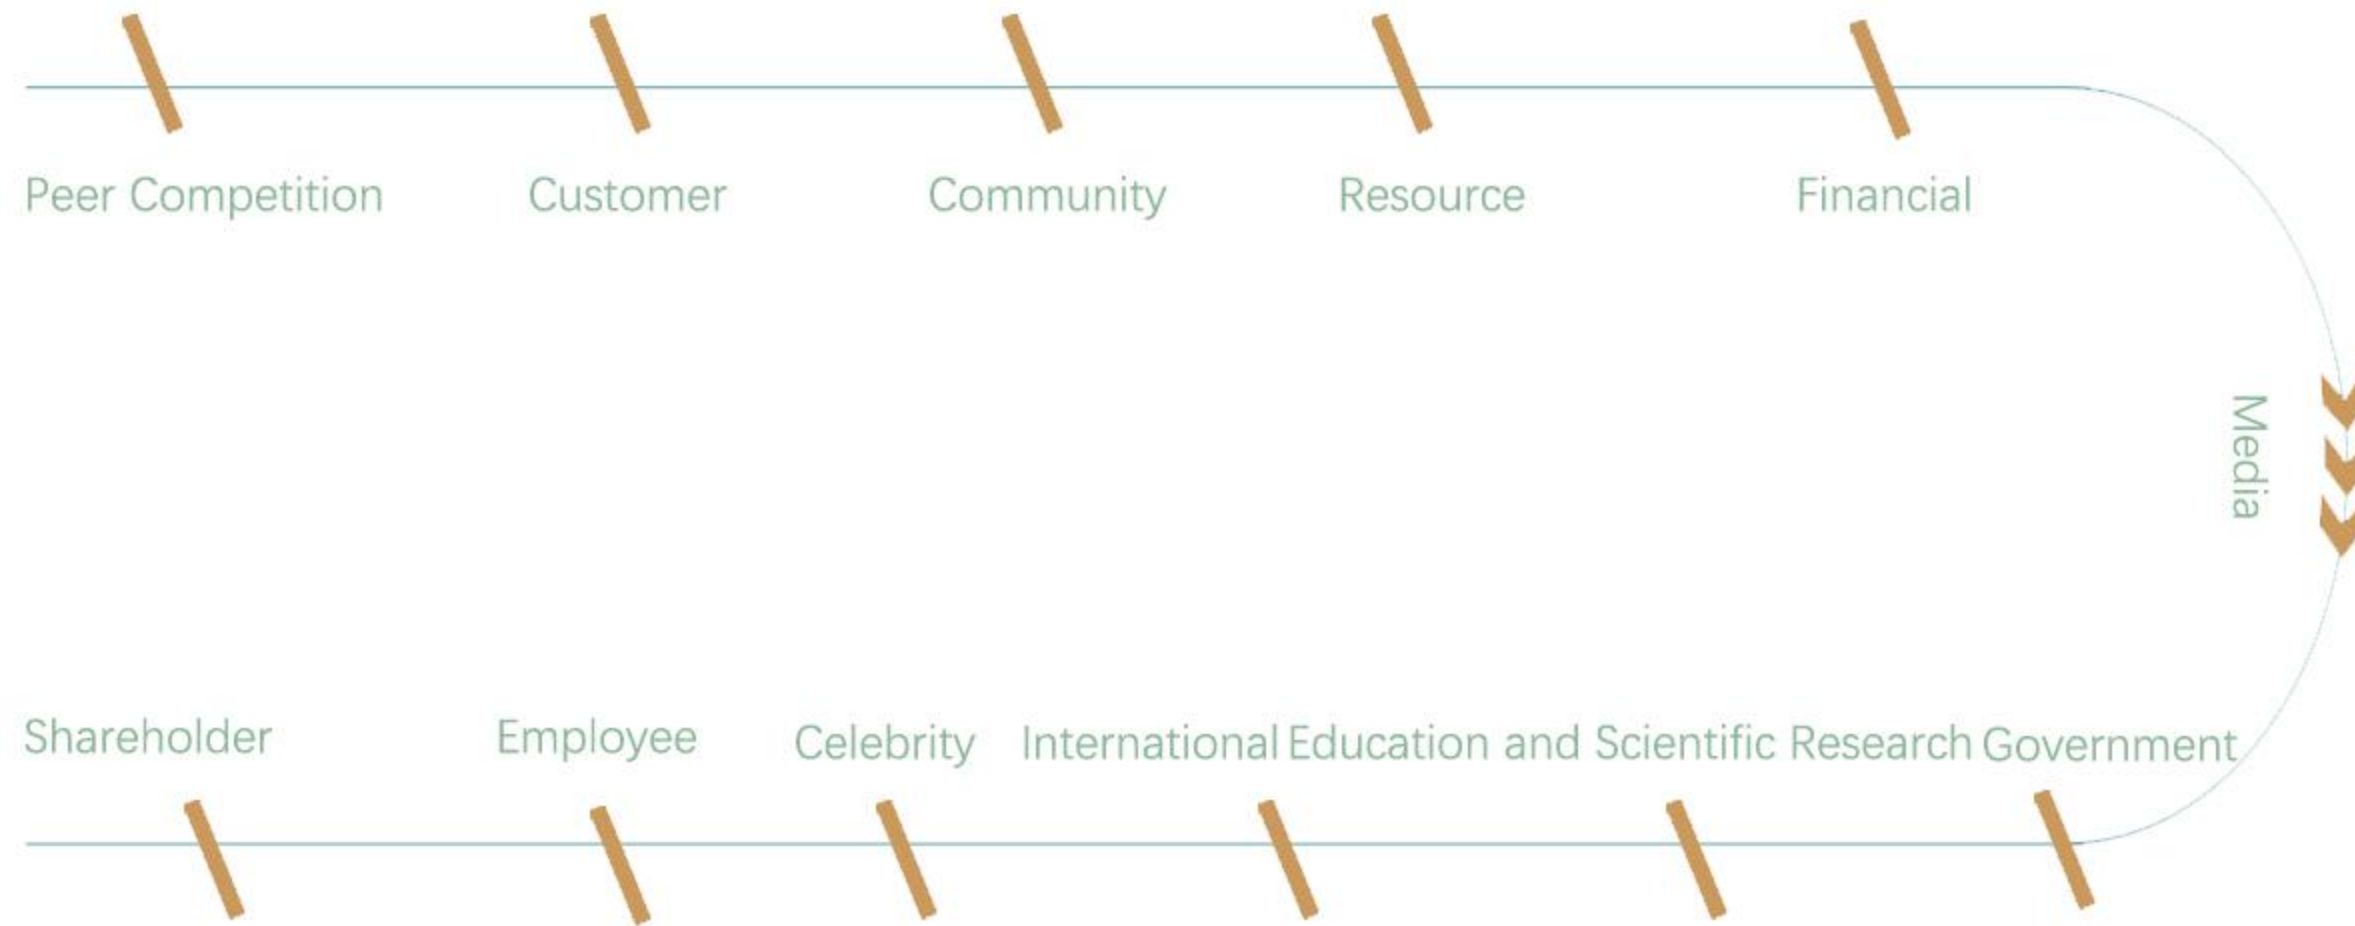 Peer Competition
Customer
Community
Resource
Financial
Media
Shareholder
Employee
Celebrity
International
Education and Scientific Research
Government